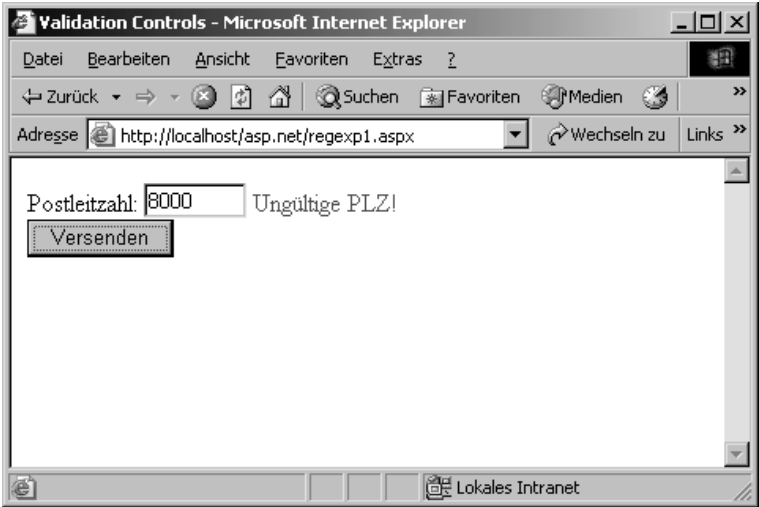 Validation Controls - Microsoft Internet Explorer
Datei Bearbeiten Ansicht Favoriten Extras ?
Zurück Suchen Favoriten Medien »
Adresse http://localhost/asp.net/regexp1.aspx Wechseln zu Links »
Postleitzahl: 8000 Ungültige PLZ!
Versenden
Lokales Intranet